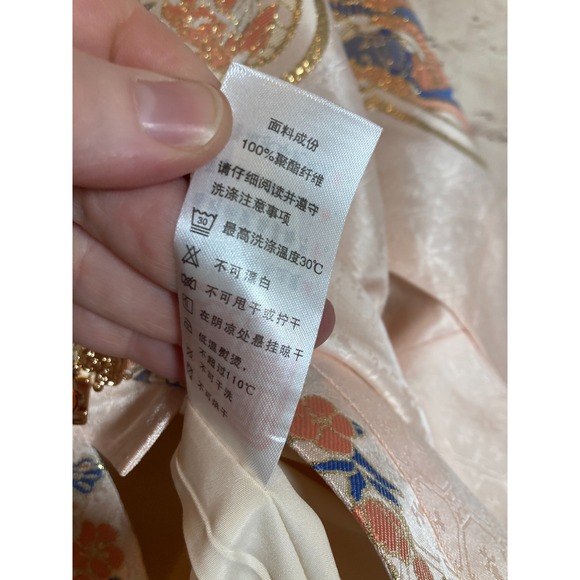 面料成份
100%聚酯纤维
请仔细阅读并遵守
洗涤注意事项
30
最高洗涤温度30℃
不可漂白
不可甩干或拧干
在阴凉处悬挂晾干
低温熨烫，
不超过110℃
不可干洗